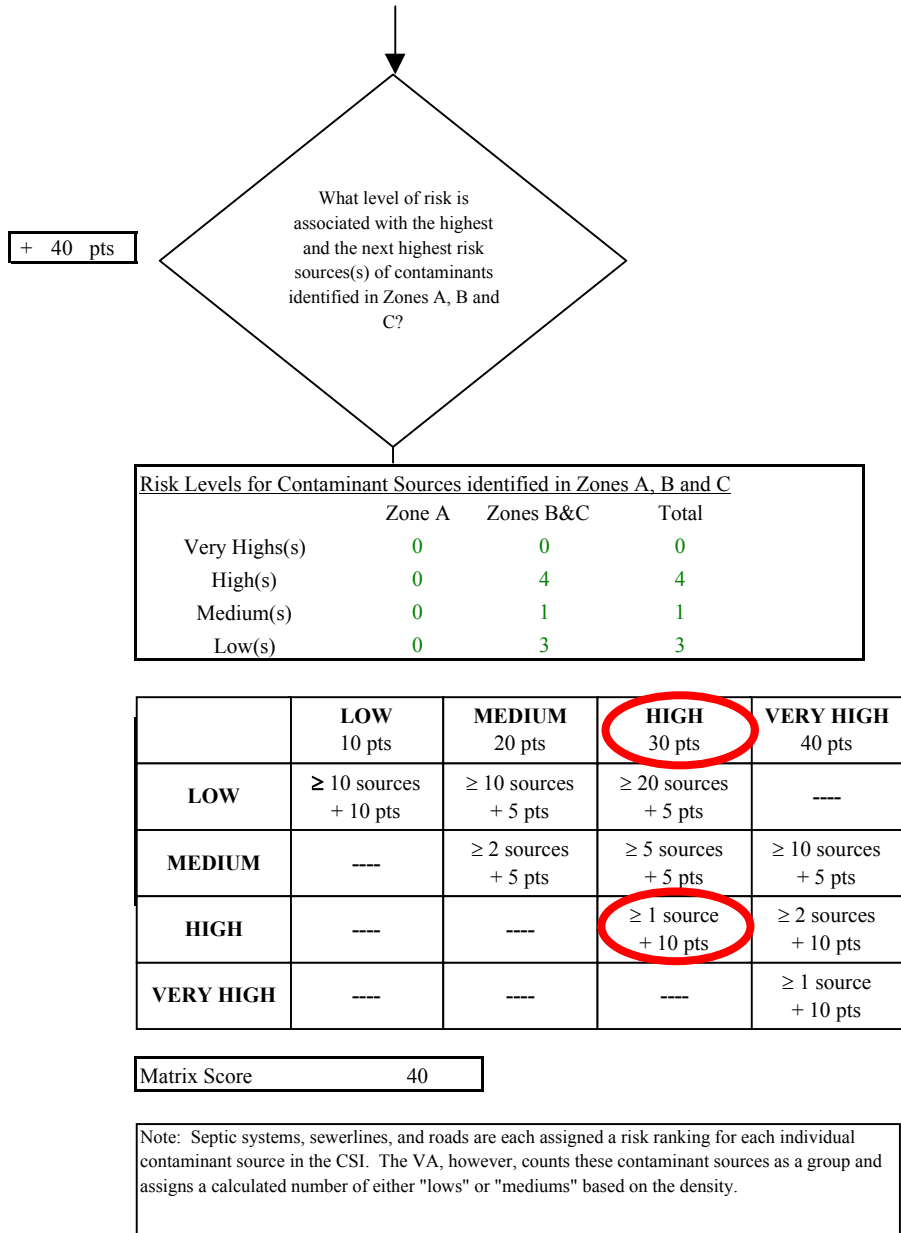 What level of risk is
associated with the highest
and the next highest risk
sources(s) of contaminants
identified in Zones A, B and
C?
+ 40 pts
Risk Levels for Contaminant Sources identified in Zones A, B and C
Zone A Zones B&C Total
Very Highs(s) 0 0 0
High(s) 0 4 4
Medium(s) 0 1 1
Low(s) 0 3 3
LOW MEDIUM HIGH VERY HIGH
10 pts 20 pts 30 pts 40 pts
LOW ≥ 10 sources + 10 pts ≥ 10 sources + 5 pts ≥ 20 sources + 5 pts ----
MEDIUM ---- ≥ 2 sources + 5 pts ≥ 5 sources + 5 pts ≥ 10 sources + 5 pts
HIGH ---- ---- ≥ 1 source + 10 pts ≥ 2 sources + 10 pts
VERY HIGH ---- ---- ---- ≥ 1 source + 10 pts
Matrix Score 40
Note: Septic systems, sewerlines, and roads are each assigned a risk ranking for each individual
contaminant source in the CSI. The VA, however, counts these contaminant sources as a group and
assigns a calculated number of either "lows" or "mediums" based on the density.